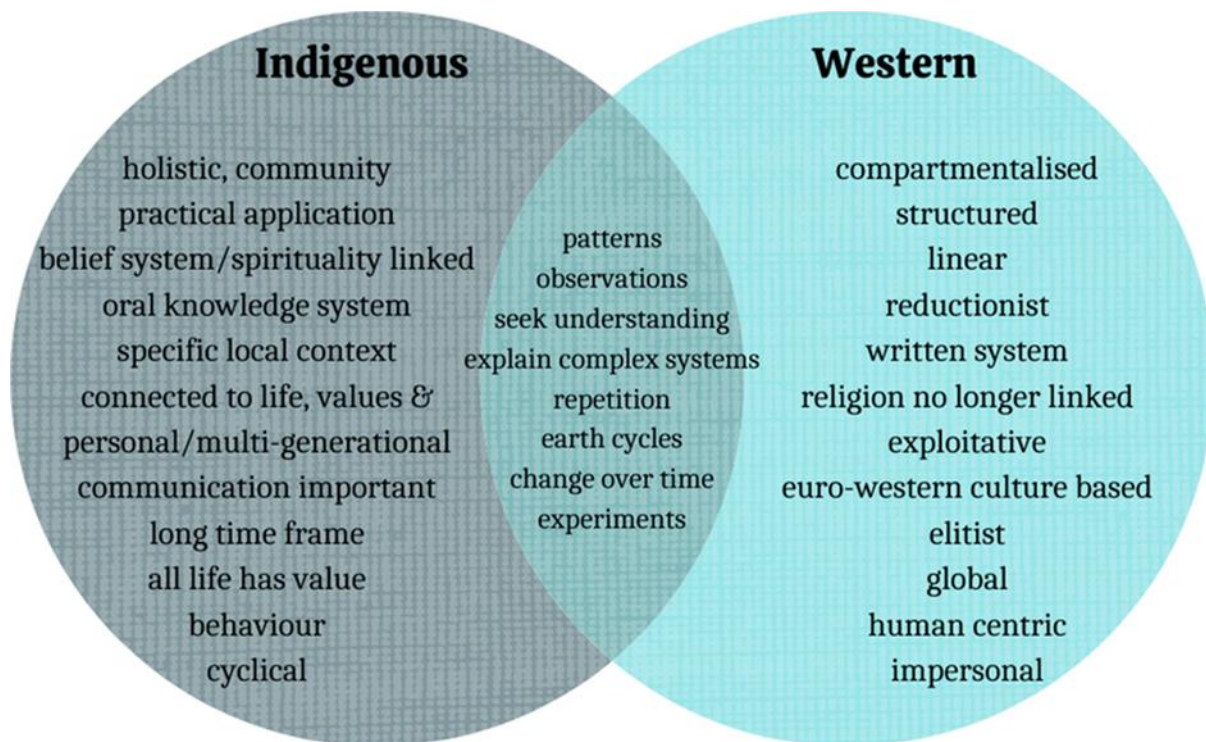 Indigenous
holistic, community
practical application
belief system/spirituality linked
oral knowledge system
specific local context
connected to life, values &
personal/multi-generational
communication important
long time frame
all life has value
behaviour
cyclical
patterns
observations
seek understanding
explain complex systems
repetition
earth cycles
change over time
experiments
Western
compartmentalised
structured
linear
reductionist
written system
religion no longer linked
exploitative
euro-western culture based
elitist
global
human centric
impersonal